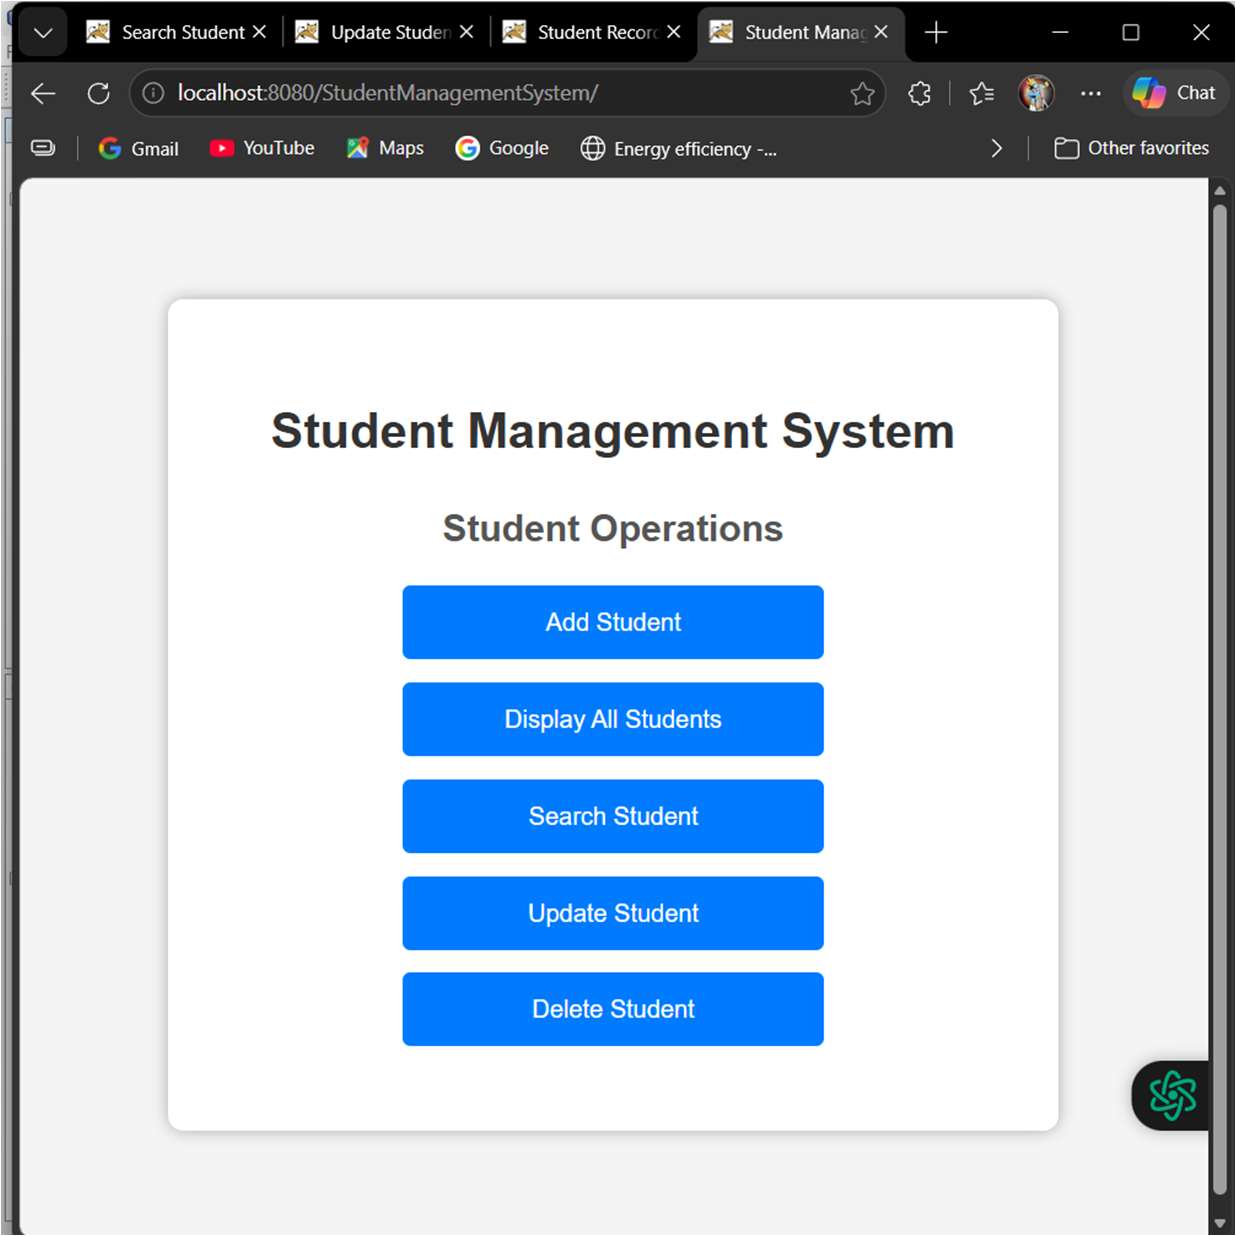 Search Student
Update Studen
Student Recor
Student Manag
localhost:8080/StudentManagementSystem/
Chat
Gmail
YouTube
Maps
Google
Energy efficiency -...
Other favorites
Student Management System
Student Operations
Add Student
Display All Students
Search Student
Update Student
Delete Student